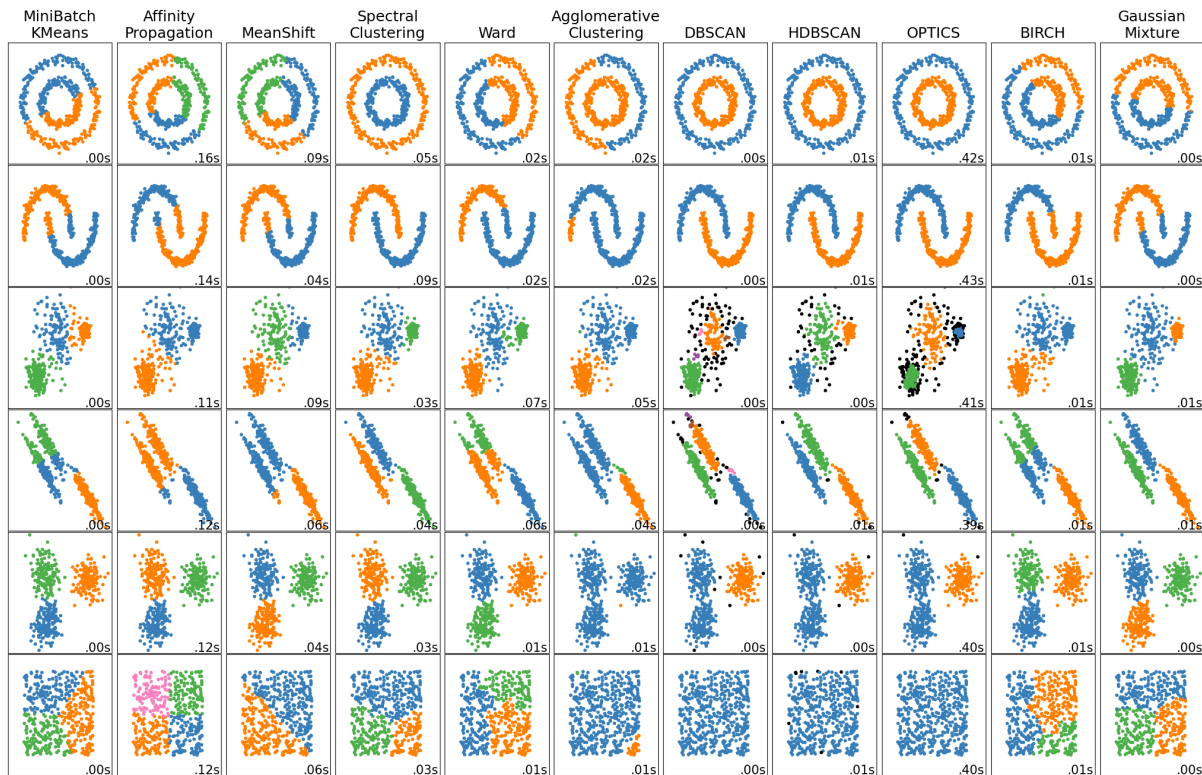 MiniBatch
KMeans
Affinity
Propagation
MeanShift
Spectral
Clustering
Ward
Agglomerative
Clustering
DBSCAN
HDBSCAN
OPTICS
BIRCH
Gaussian
Mixture
.00s .16s .09s .05s .02s .02s .00s .01s .42s .01s .00s
.00s .14s .04s .09s .02s .02s .00s .01s .43s .01s .00s
.00s .11s .09s .03s .07s .05s .00s .00s .41s .01s .01s
.00s .12s .06s .04s .06s .04s .00s .01s .39s .01s .01s
.00s .12s .04s .03s .01s .01s .00s .01s .40s .01s .00s
.00s .12s .06s .03s .01s .01s .00s .01s .40s .01s .00s